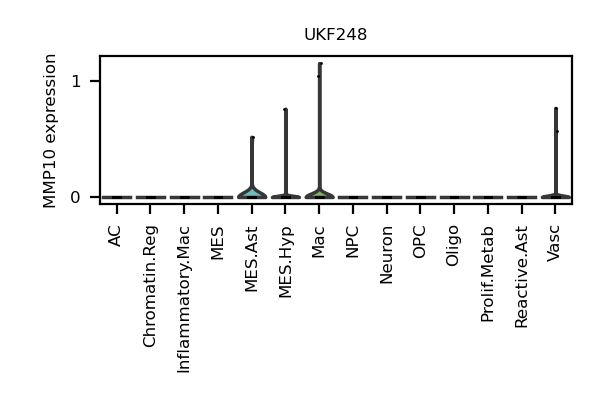 UKF248
MMP10 expression
1
0
AC
Chromatin.Reg
Inflammatory.Mac
MES
MES.Ast
MES.Hyp
Mac
NPC
Neuron
OPC
Oligo
Prolif.Metab
Reactive.Ast
Vasc